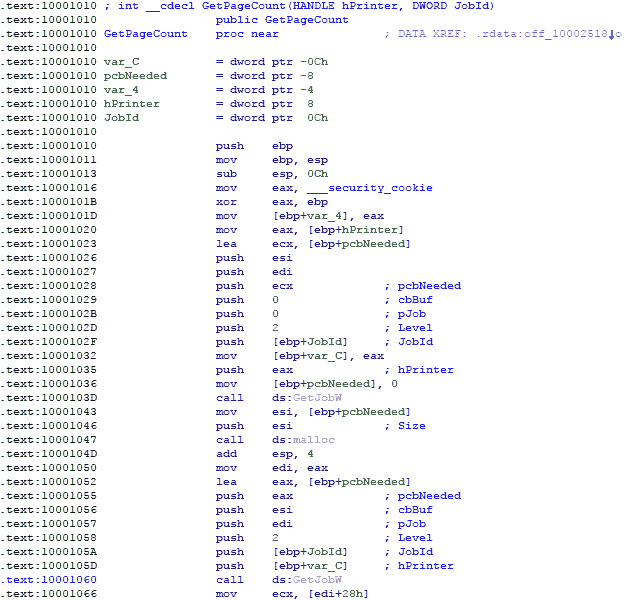 .text:10001010 ; int __cdecl GetPageCount(HANDLE hPrinter, DWORD JobId)
.text:10001010 public GetPageCount
.text:10001010 GetPageCount proc near ; DATA XREF: .rdata:off_10002518↓o
.text:10001010
.text:10001010 var_C = dword ptr -0Ch
.text:10001010 pcbNeeded = dword ptr -8
.text:10001010 var_4 = dword ptr -4
.text:10001010 hPrinter = dword ptr 8
.text:10001010 JobId = dword ptr 0Ch
.text:10001010
.text:10001010 push ebp
.text:10001011 mov ebp, esp
.text:10001013 sub esp, 0Ch
.text:10001016 mov eax, ___security_cookie
.text:1000101B xor eax, ebp
.text:1000101D mov [ebp+var_4], eax
.text:10001020 mov eax, [ebp+hPrinter]
.text:10001023 lea ecx, [ebp+pcbNeeded]
.text:10001026 push esi
.text:10001027 push edi
.text:10001028 push ecx ; pcbNeeded
.text:10001029 push 0 ; cbBuf
.text:1000102B push 0 ; pJob
.text:1000102D push 2 ; Level
.text:1000102F push [ebp+JobId] ; JobId
.text:10001032 mov [ebp+var_C], eax
.text:10001035 push eax ; hPrinter
.text:10001036 mov [ebp+pcbNeeded], 0
.text:1000103D call ds:GetJobW
.text:10001043 mov esi, [ebp+pcbNeeded]
.text:10001046 push esi ; Size
.text:10001047 call ds:malloc
.text:1000104D add esp, 4
.text:10001050 mov edi, eax
.text:10001052 lea eax, [ebp+pcbNeeded]
.text:10001055 push eax ; pcbNeeded
.text:10001056 push esi ; cbBuf
.text:10001057 push edi ; pJob
.text:10001058 push 2 ; Level
.text:1000105A push [ebp+JobId] ; JobId
.text:1000105D push [ebp+var_C] ; hPrinter
.text:10001060 call ds:GetJobW
.text:10001066 mov ecx, [edi+28h]